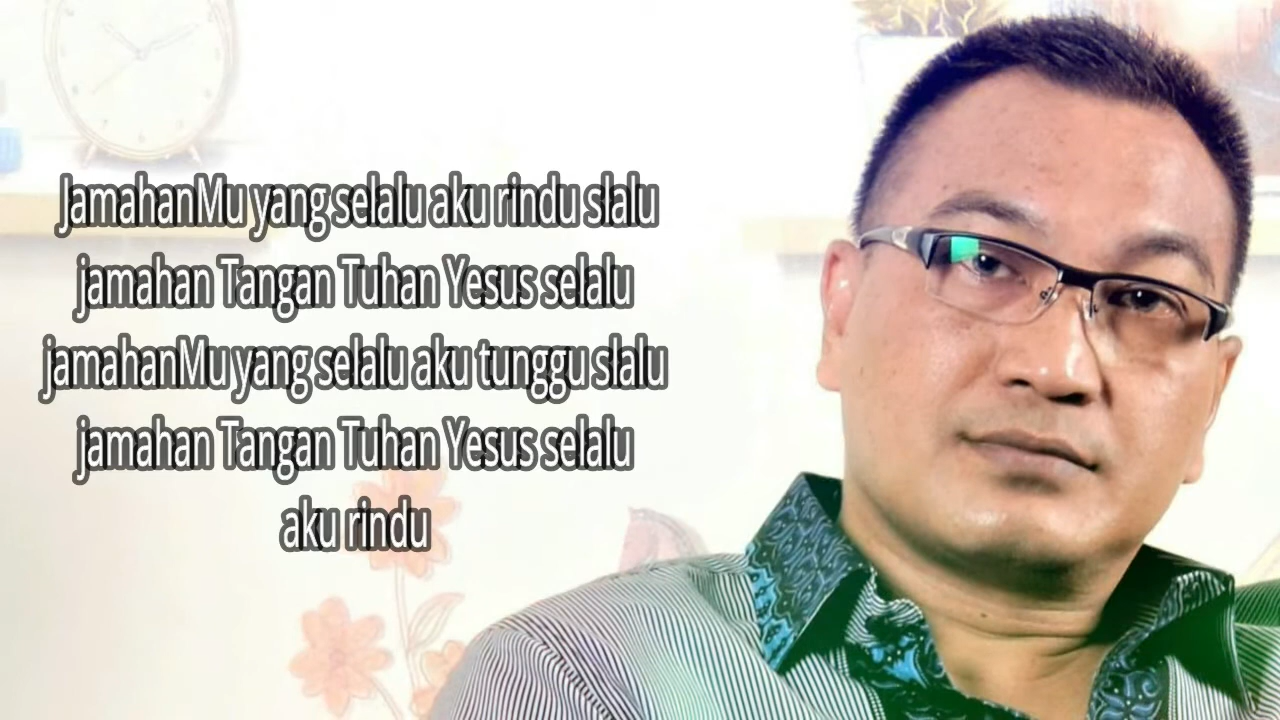 JamahanMu yang selalu aku rindu slalu
jamahan Tangan Tuhan Yesus selalu
jamahanMu yang selalu aku tunggu slalu
jamahan Tangan Tuhan Yesus selalu
aku rindu